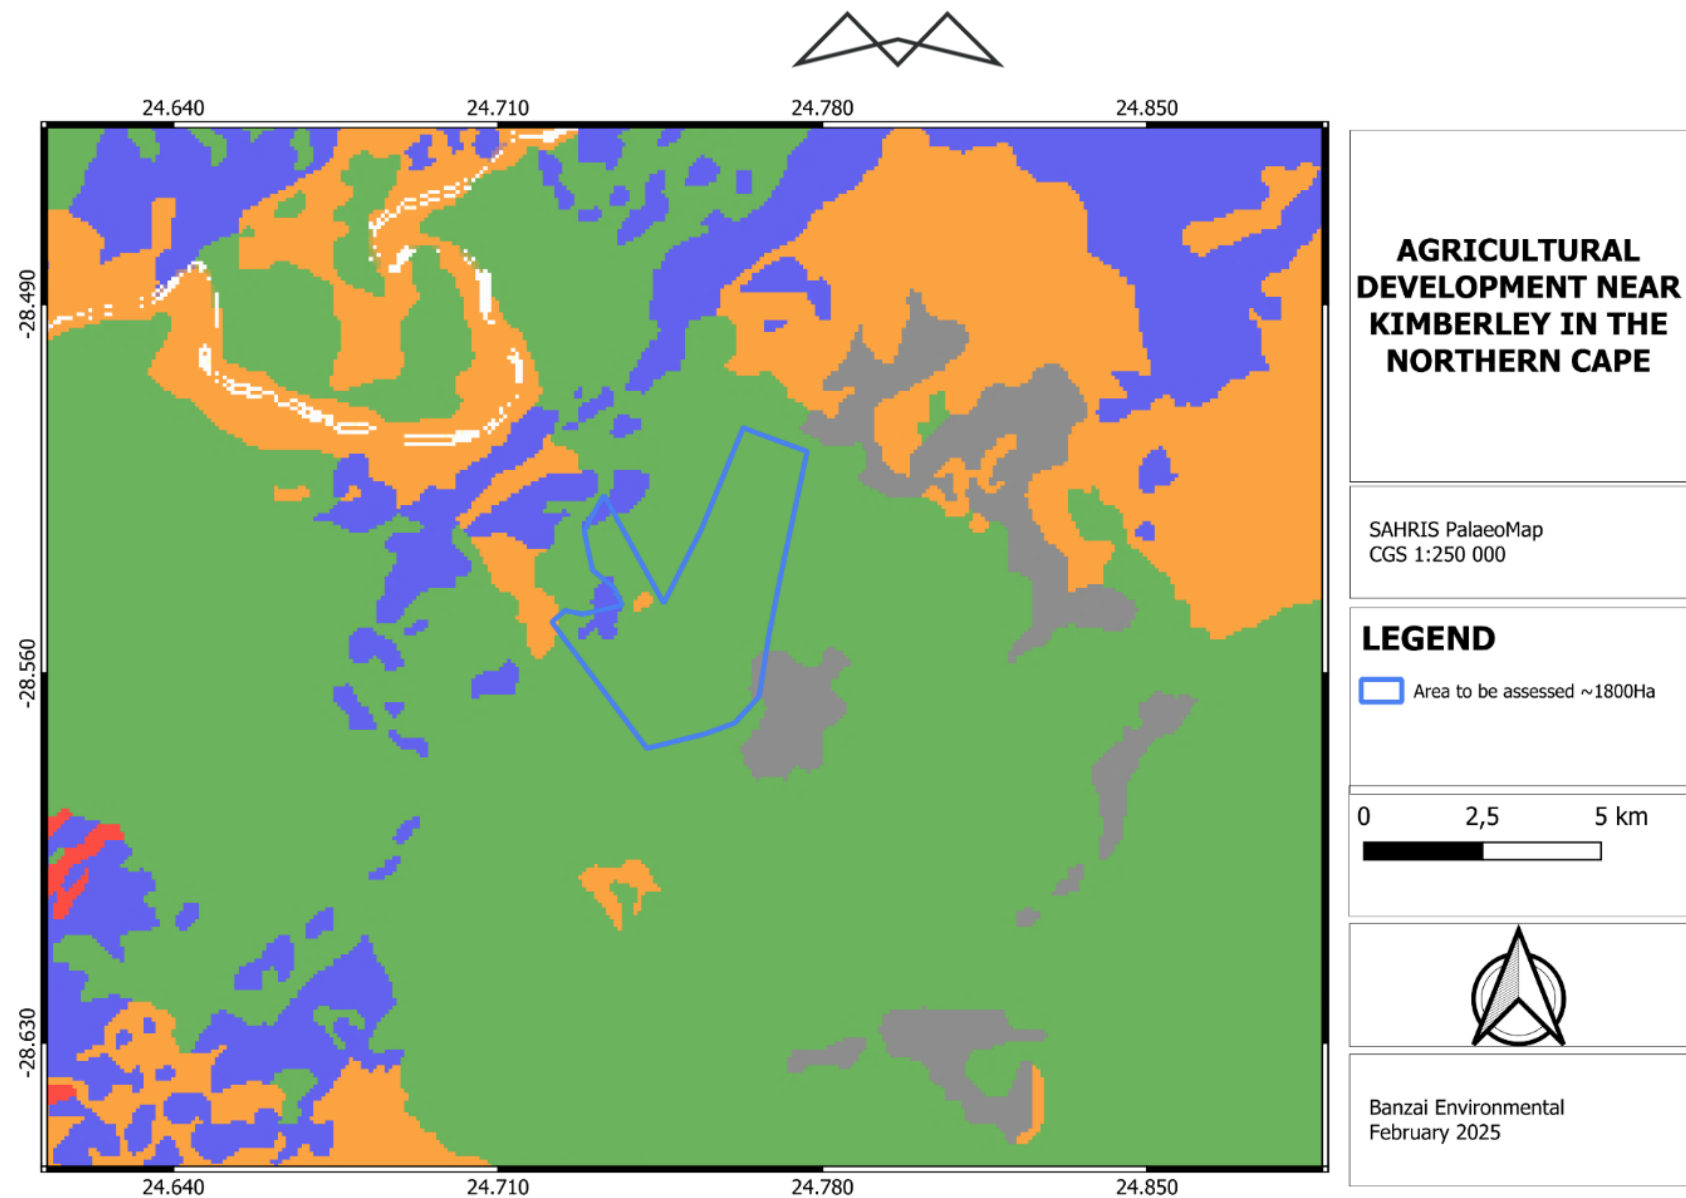 24.640 24.710 24.780 24.850
-28.490
-28.560
-28.630
24.640 24.710 24.780 24.850
AGRICULTURAL
DEVELOPMENT NEAR
KIMBERLEY IN THE
NORTHERN CAPE
SAHRIS PalaeoMap
CGS 1:250 000
LEGEND
Area to be assessed ~1800Ha
0 2,5 5 km
Banzai Environmental
February 2025